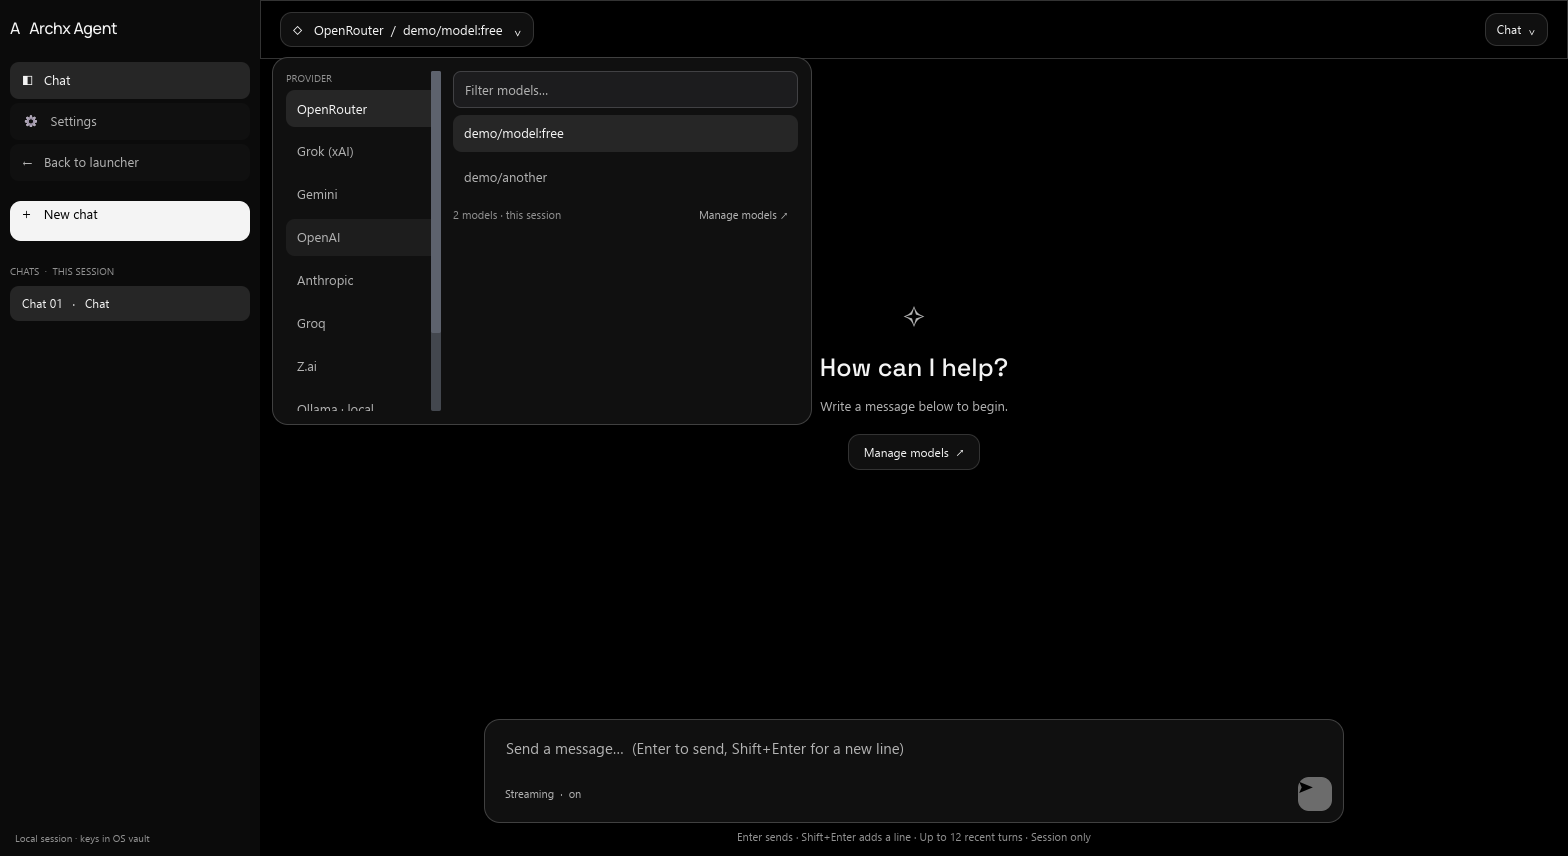 A Archx Agent
Chat
Settings
← Back to launcher
+ New chat
CHATS · THIS SESSION
Chat 01 · Chat
Local session · keys in OS vault
OpenRouter / demo/model:free
Chat
PROVIDER
OpenRouter
Grok (xAI)
Gemini
OpenAI
Anthropic
Groq
Z.ai
Ollama · local
Filter models...
demo/model:free
demo/another
2 models · this session
Manage models ↗
How can I help?
Write a message below to begin.
Manage models ↗
Send a message... (Enter to send, Shift+Enter for a new line)
Streaming · on
Enter sends · Shift+Enter adds a line · Up to 12 recent turns · Session only